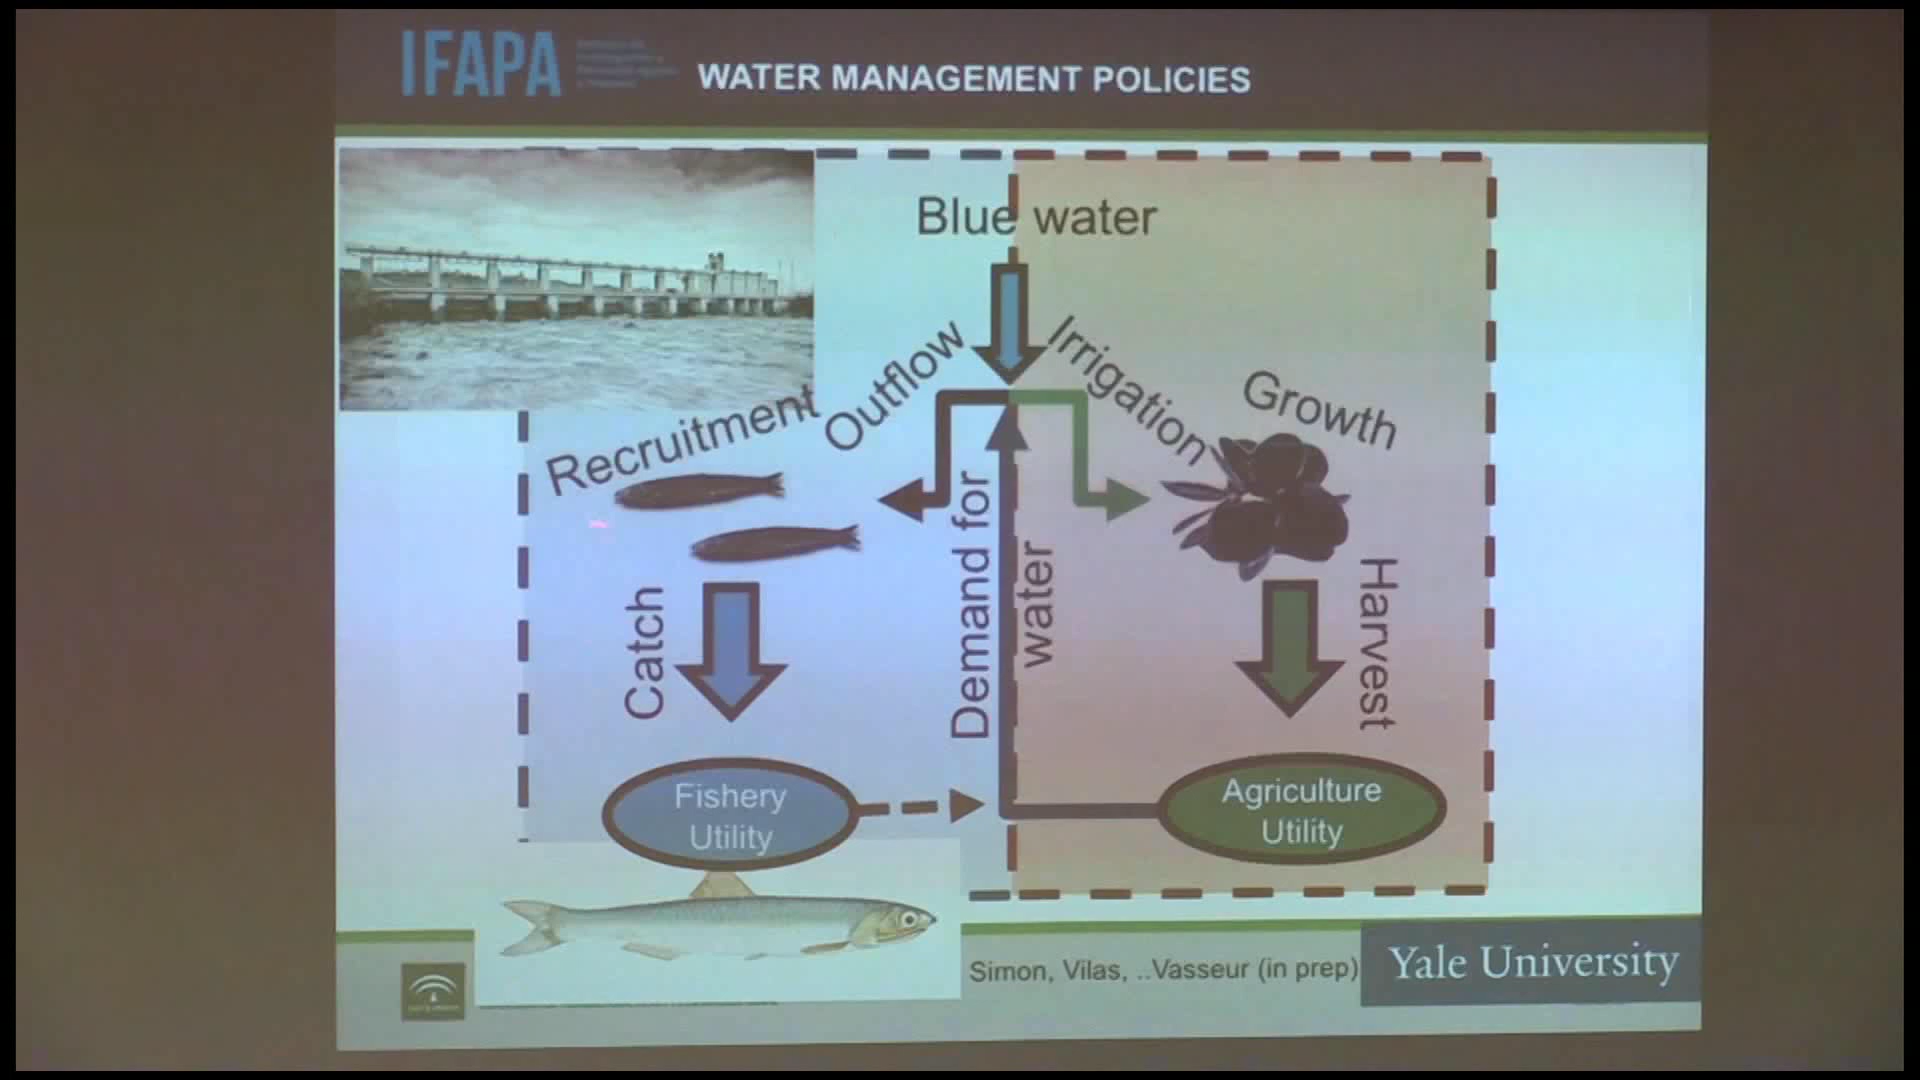 IFAPA
WATER MANAGEMENT POLICIES
Blue water
Outflow
Irrigation
Recruitment
Growth
Demand for
water
Catch
Harvest
Fishery
Utility
Agriculture
Utility
Simon, Vilas, ..Vasseur (in prep)
Yale University